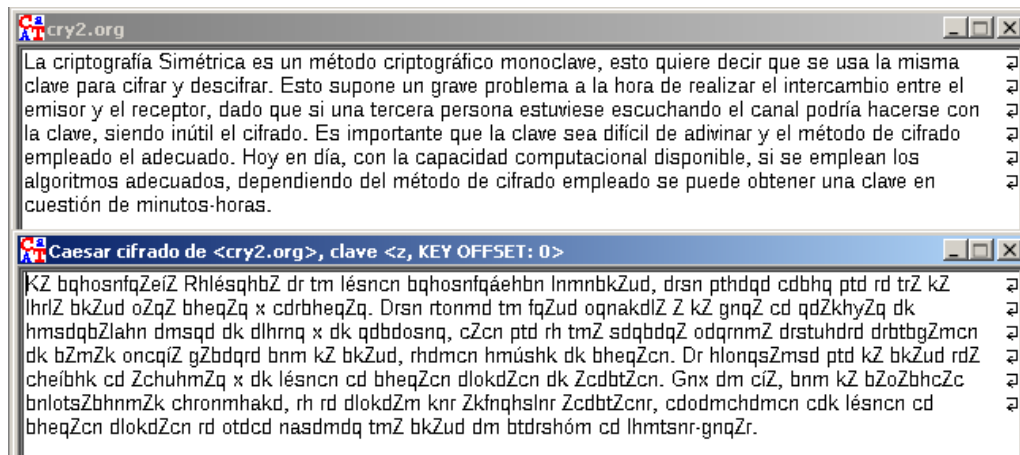 cry2.org
La criptografía Simétrica es un método criptográfico monoclave, esto quiere decir que se usa la misma
clave para cifrar y descifrar. Esto supone un grave problema a la hora de realizar el intercambio entre el
emisor y el receptor, dado que si una tercera persona estuviese escuchando el canal podría hacerse con
la clave, siendo inútil el cifrado. Es importante que la clave sea difícil de adivinar y el método de cifrado
empleado el adecuado. Hoy en día, con la capacidad computacional disponible, si se emplean los
algoritmos adecuados, dependiendo del método de cifrado empleado se puede obtener una clave en
cuestión de minutos-horas.
Caesar cifrado de <cry2.org>, clave <z, KEY OFFSET: 0>
KZ bqhosnfqZeíZ RhlésqhbZ dr tm lésncn bqhosnfqáehbn lnmnbkZud, drsn pthdqd cdbhq ptd rd trZ kZ
lhrlZ bkZud oZqZ bheqZq x cdrbheqZq. Drsn rtonmd tm fqZud oqnakdlZ Z kZ gnqZ cd qdZkhyZq dk
hmsdqbZlahn dmsqd dk dlhrnq x dk qdbdosnq, cZcn ptd rh tmZ sdqbdqZ odqrnmZ drstuhdrd drbtbgZmcn
dk bZmZk oncqíZ gZbdqrd bnm kZ bkZud, rhdmcn hmúshk dk bheqZcn. Dr hlonqsZmsd ptd kZ bkZud rdZ
cheíbhk cd ZchuhmZq x dk lésncn cd bheqZcn dlokdZcn dk ZcdbtZcn. Gnx dm cíZ, bnm kZ bZoZbhcZc
bnlotsZbhnmZk chronmhakd, rh rd dlokdZm knr Zkfnqhslnr ZcdbtZcnr, cdodmchdmcn cdk lésncn cd
bheqZcn dlokdZcn rd otdcd nasdmdq tmZ bkZud dm btdrshóm cd lhmtsnr-gnqZr.